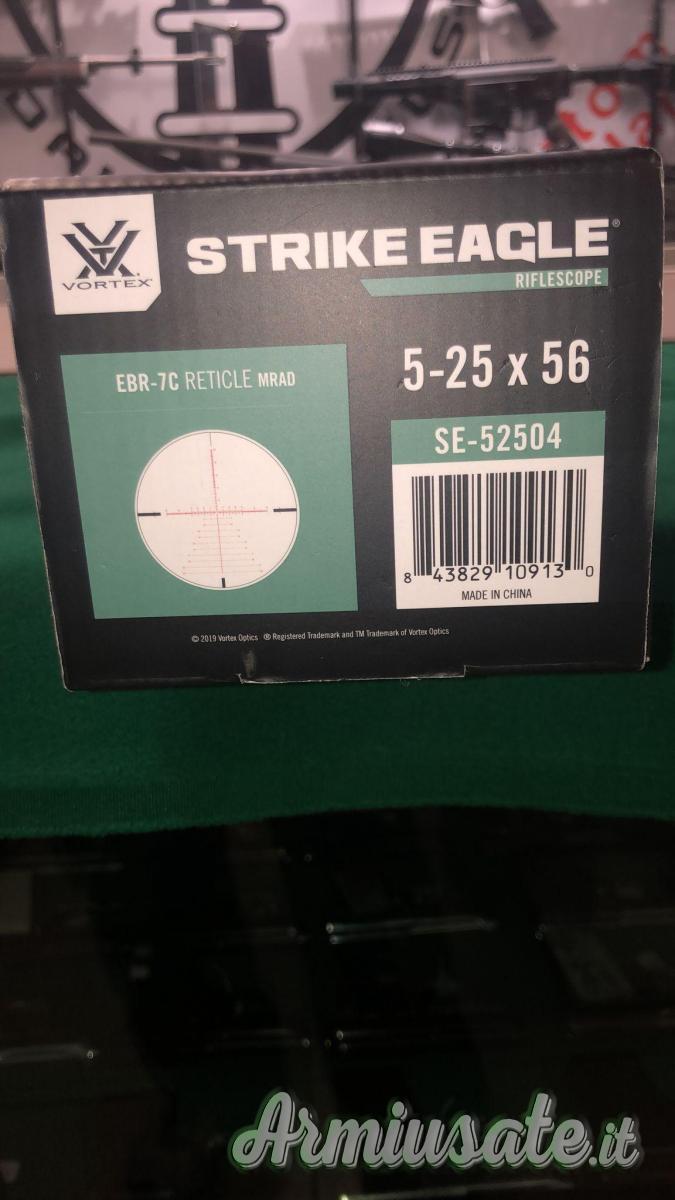 VORTEX
STRIKE EAGLE®
RIFLESCOPE
EBR-7C RETICLE MRAD
5-25 x 56
SE-52504
8 43829 10913 0
MADE IN CHINA
© 2019 Vortex Optics ® Registered Trademark and TM Trademark of Vortex Optics
Armiusate.it